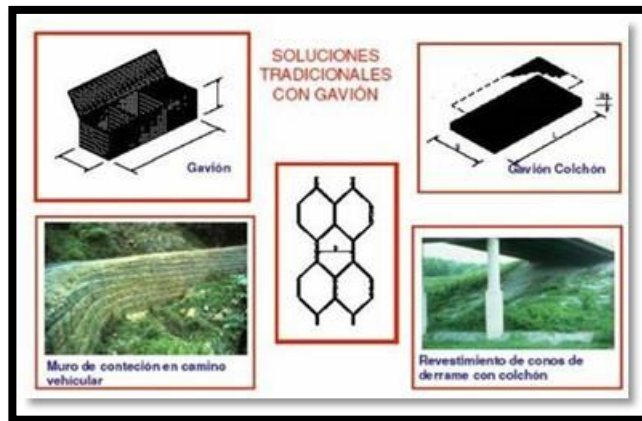 SOLUCIONES
TRADICIONALES
CON GAVIÓN
Gavión
Gavión Colchón
Muro de conteción en camino
vehicular
Revestimiento de conos de
derrame con colchón